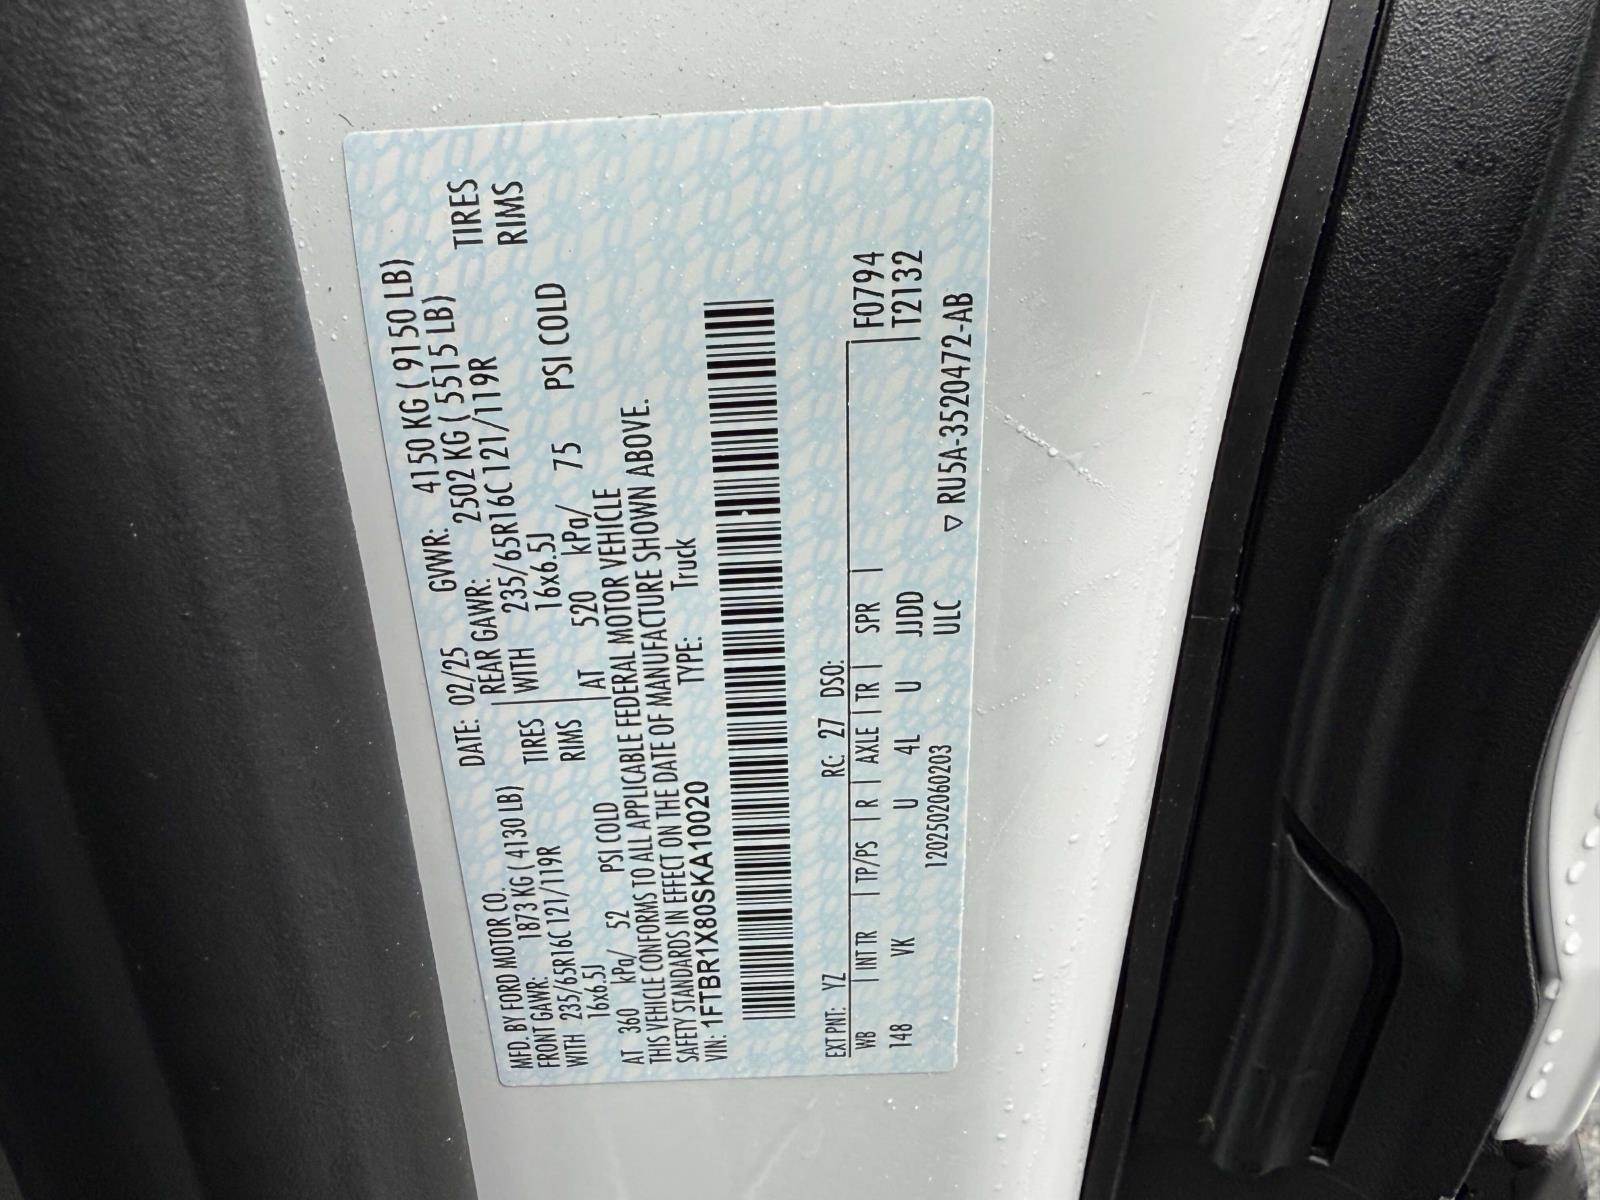 MFD. BY FORD MOTOR CO. DATE: 02/25 GVWR: 4150 KG ( 9150 LB)
FRONT GAWR: 1873 KG ( 4130 LB) REAR GAWR: 2502 KG ( 5515 LB)
WITH 235/65R16C 121/119R TIRES WITH 235/65R16C 121/119R TIRES
16x6.5J RIMS 16x6.5J RIMS
AT 360 kPa/ 52 PSI COLD AT 520 kPa/ 75 PSI COLD
THIS VEHICLE CONFORMS TO ALL APPLICABLE FEDERAL MOTOR VEHICLE
SAFETY STANDARDS IN EFFECT ON THE DATE OF MANUFACTURE SHOWN ABOVE.
VIN: 1FTBR1X80SKA10020 TYPE: Truck
EXT PNT: YZ RC: 27 DSO:
WB | INT TR | TP/PS | R | AXLE | TR | SPR | F0794
148 VK U 4L U JJDD T2132
120250206020​3 ULC ▽ RU5A-3520472-AB